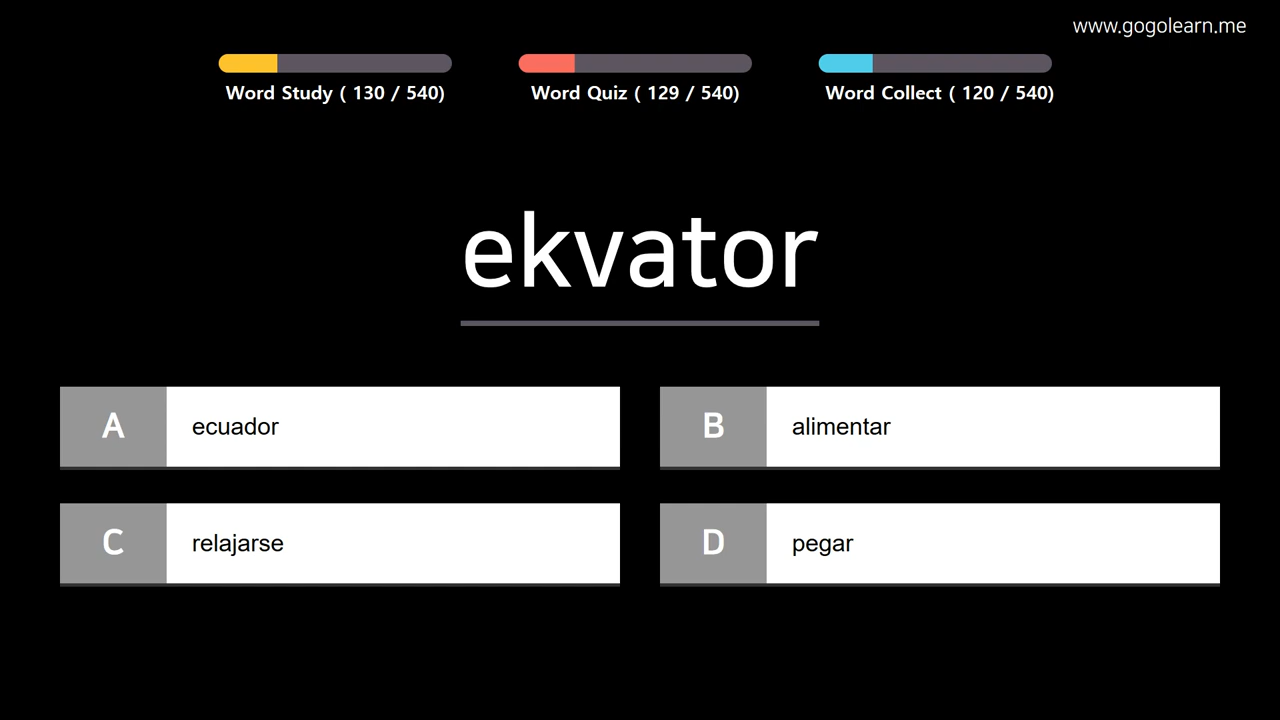 www.gogolearn.me
Word Study ( 130 / 540)
Word Quiz ( 129 / 540)
Word Collect ( 120 / 540)
ekvator
A ecuador
B alimentar
C relajarse
D pegar